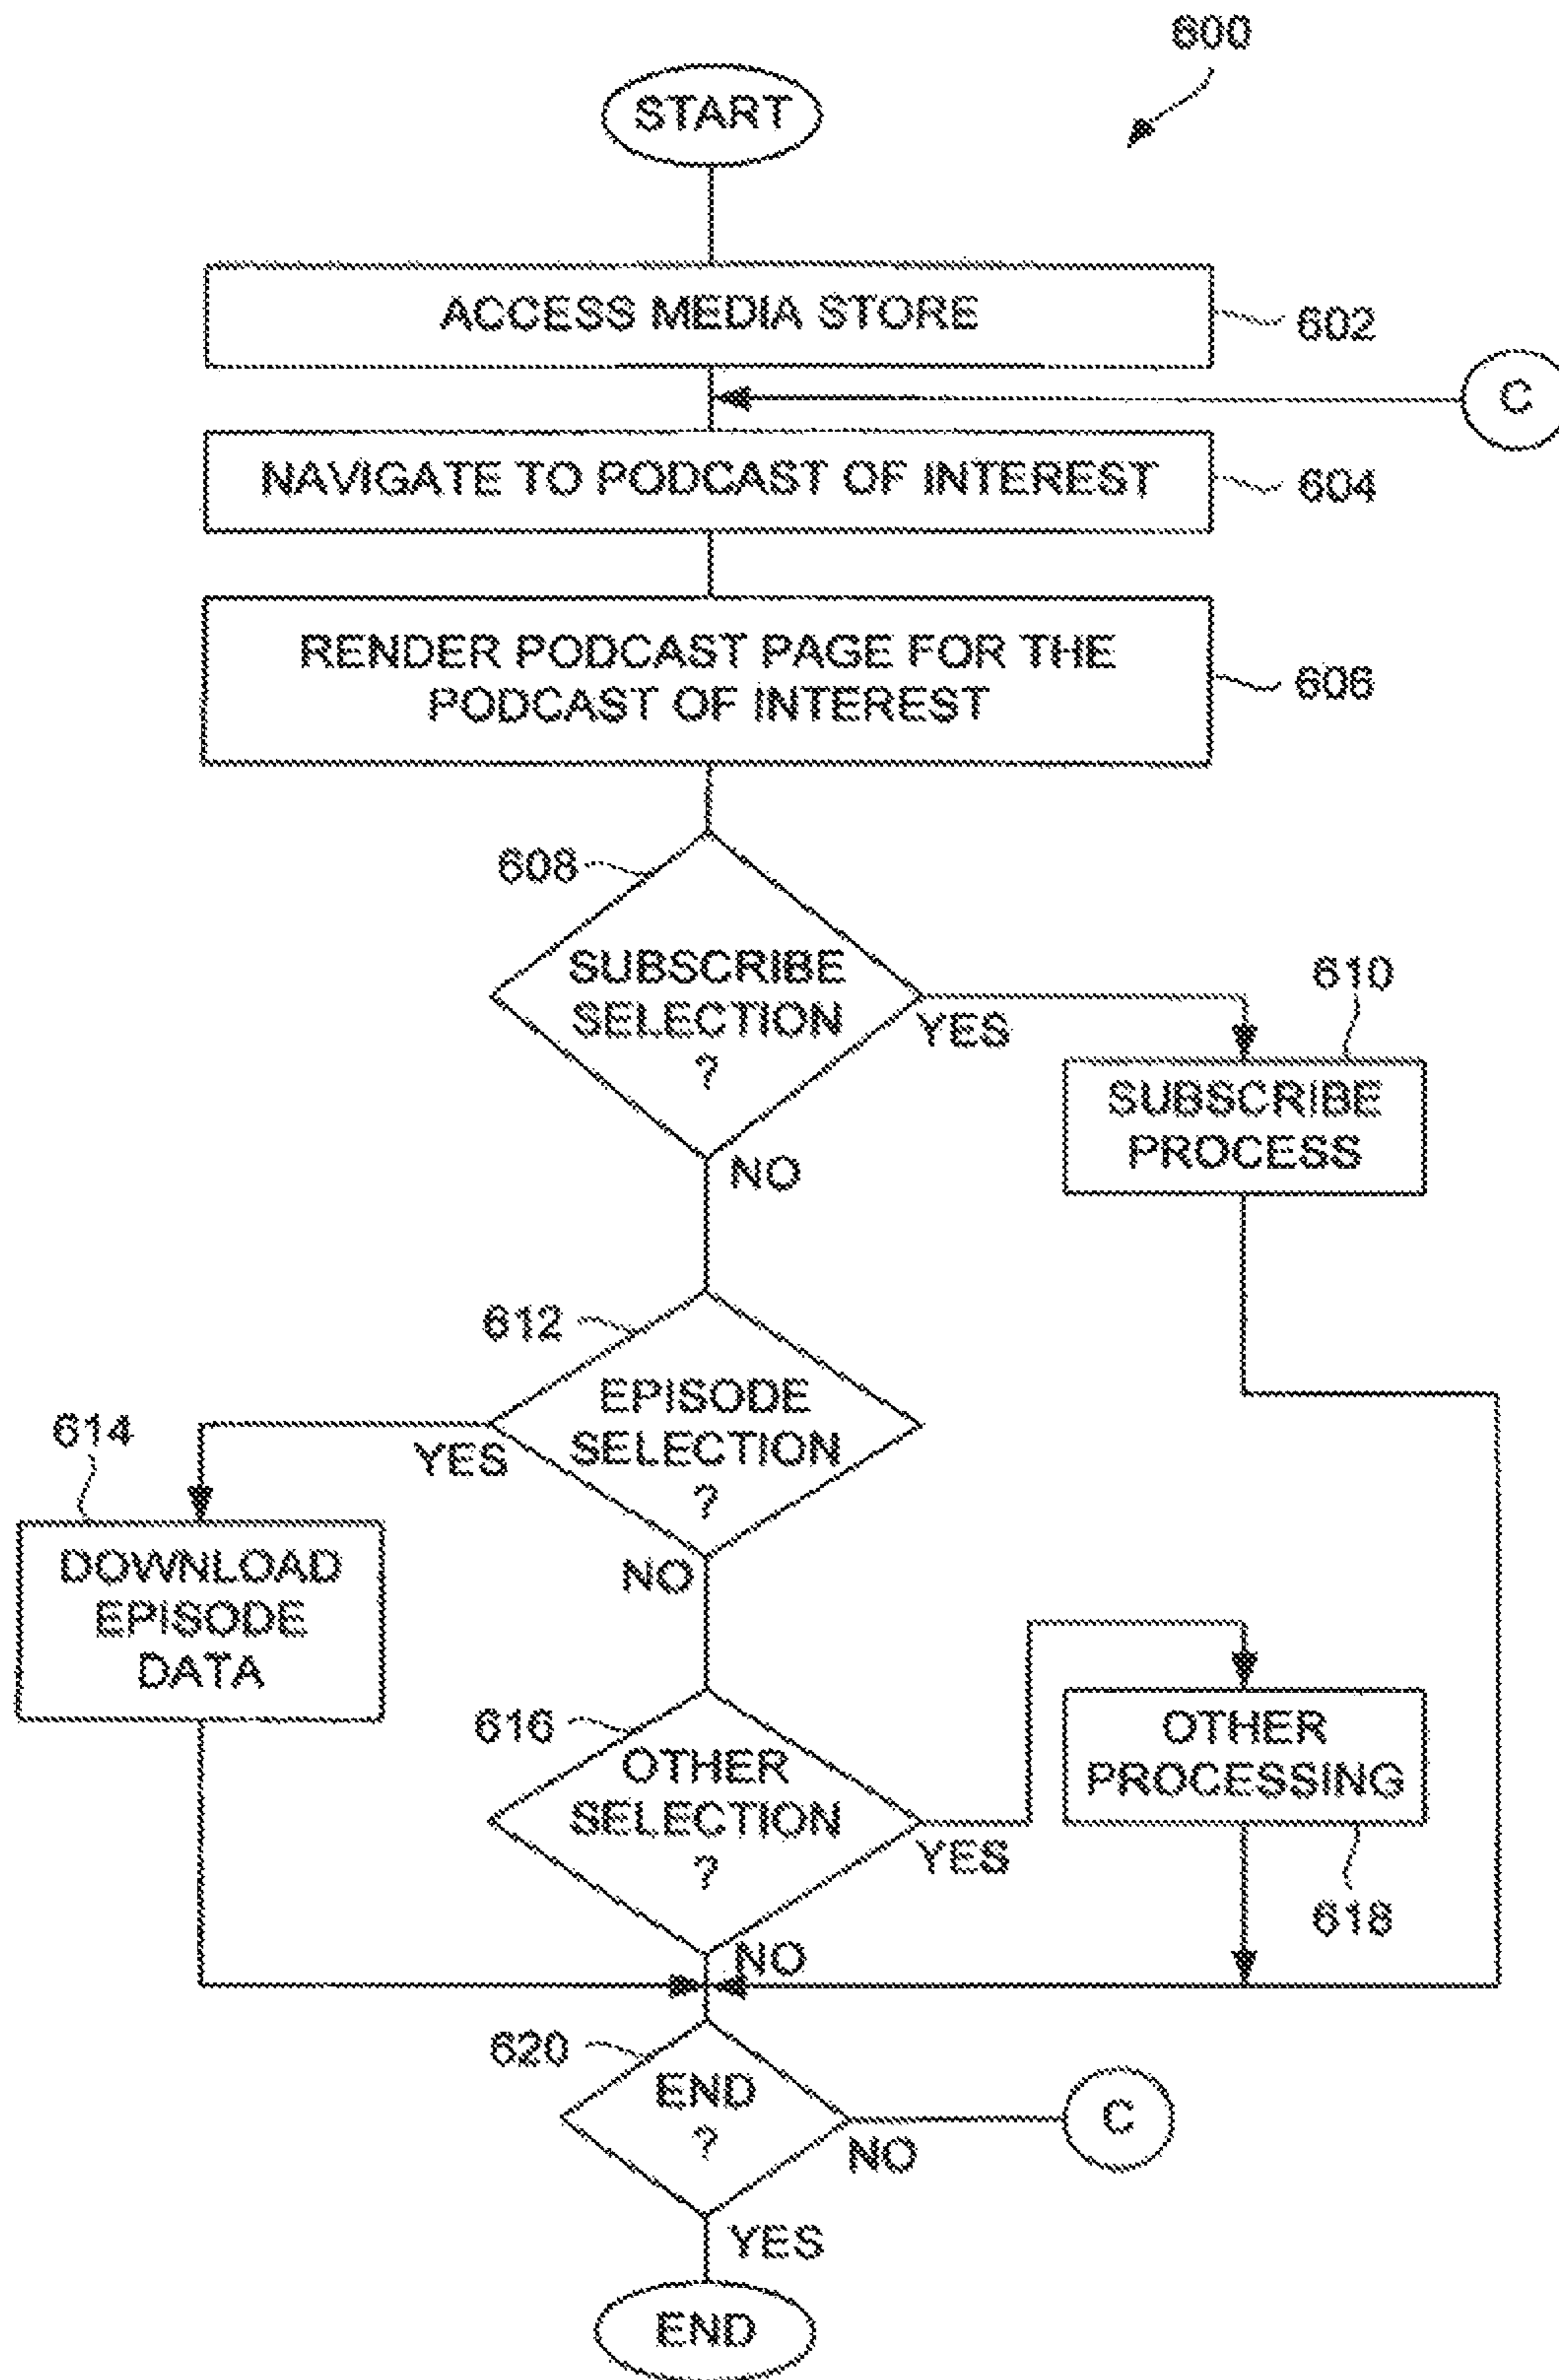 600
START
ACCESS MEDIA STORE
602
C
NAVIGATE TO PODCAST OF INTEREST
604
RENDER PODCAST PAGE FOR THE
PODCAST OF INTEREST
606
608
SUBSCRIBE
SELECTION
?
YES
NO
610
SUBSCRIBE
PROCESS
612
EPISODE
SELECTION
?
YES
NO
614
DOWNLOAD
EPISODE
DATA
616
OTHER
SELECTION
?
YES
NO
OTHER
PROCESSING
618
620
END
?
NO
C
YES
END